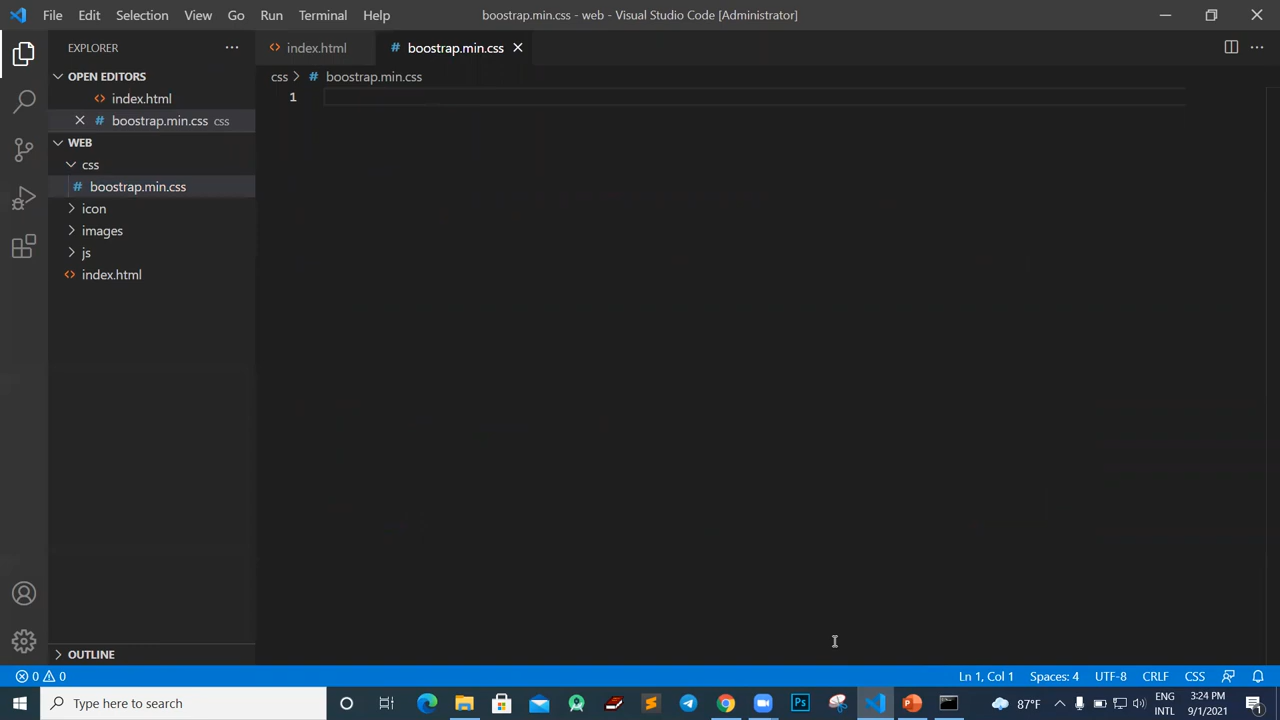 File Edit Selection View Go Run Terminal Help boostrap.min.css - web - Visual Studio Code [Administrator]
EXPLORER
index.html
# boostrap.min.css
OPEN EDITORS
index.html
# boostrap.min.css css
WEB
css
# boostrap.min.css
icon
images
js
index.html
OUTLINE
css # boostrap.min.css
1
0 0 Ln 1, Col 1 Spaces: 4 UTF-8 CRLF CSS
Type here to search
Ps
87°F
ENG
INTL
3:24 PM
9/1/2021
1